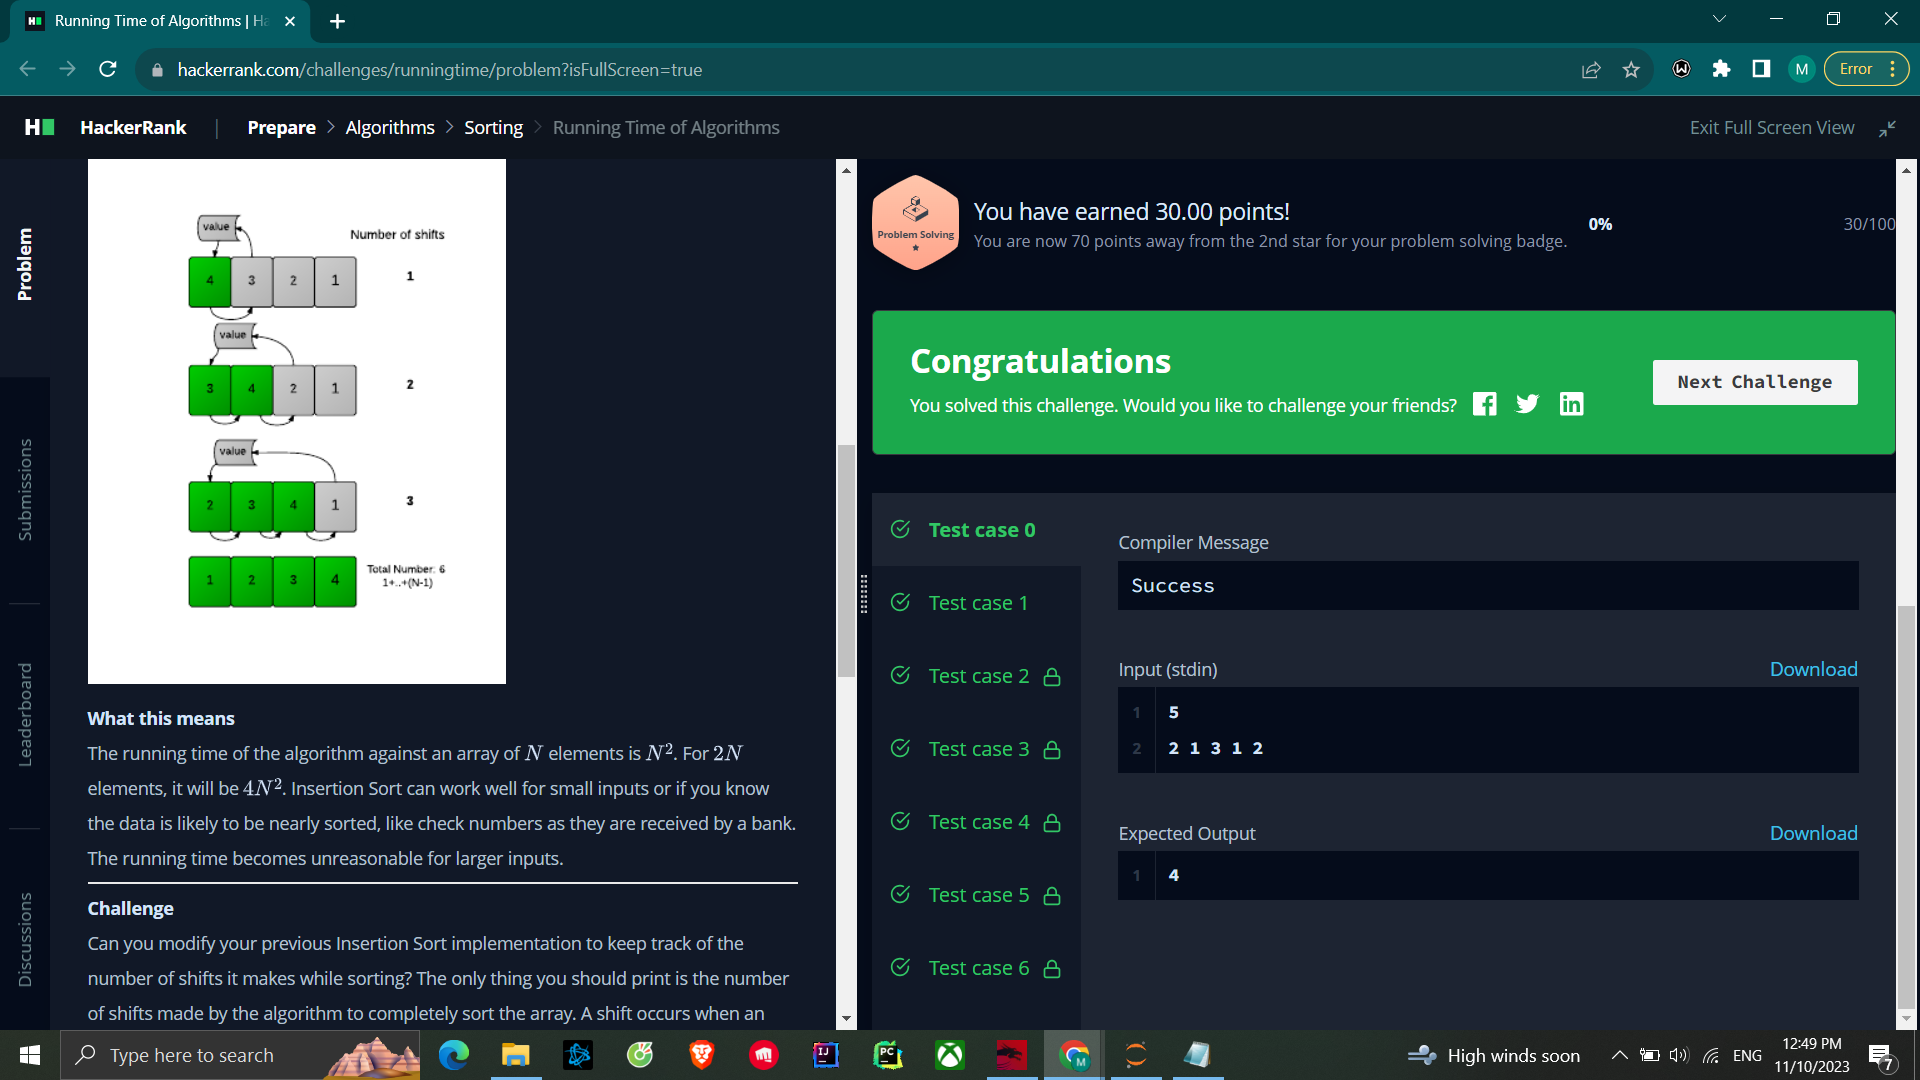 Running Time of Algorithms | Ha
hackerrank.com/challenges/runningtime/problem?isFullScreen=true
M
Error
H
HackerRank | Prepare > Algorithms > Sorting > Running Time of Algorithms
Exit Full Screen View
Problem
Submissions
Leaderboard
Discussions
value
Number of shifts
4 3 2 1
1
value
3 4 2 1
2
value
2 3 4 1
3
1 2 3 4
Total Number: 6
1+..+(N-1)
What this means
The running time of the algorithm against an array of N elements is N². For 2N
elements, it will be 4N². Insertion Sort can work well for small inputs or if you know
the data is likely to be nearly sorted, like check numbers as they are received by a bank.
The running time becomes unreasonable for larger inputs.
Challenge
Can you modify your previous Insertion Sort implementation to keep track of the
number of shifts it makes while sorting? The only thing you should print is the number
of shifts made by the algorithm to completely sort the array. A shift occurs when an
Problem Solving
You have earned 30.00 points!
You are now 70 points away from the 2nd star for your problem solving badge.
0%
30/100
Congratulations
You solved this challenge. Would you like to challenge your friends?
Next Challenge
Test case 0
Test case 1
Test case 2
Test case 3
Test case 4
Test case 5
Test case 6
Compiler Message
Success
Input (stdin)
Download
1 5
2 2 1 3 1 2
Expected Output
Download
1 4
Type here to search
IJ
PC
M
High winds soon
ENG
12:49 PM
11/10/2023
7